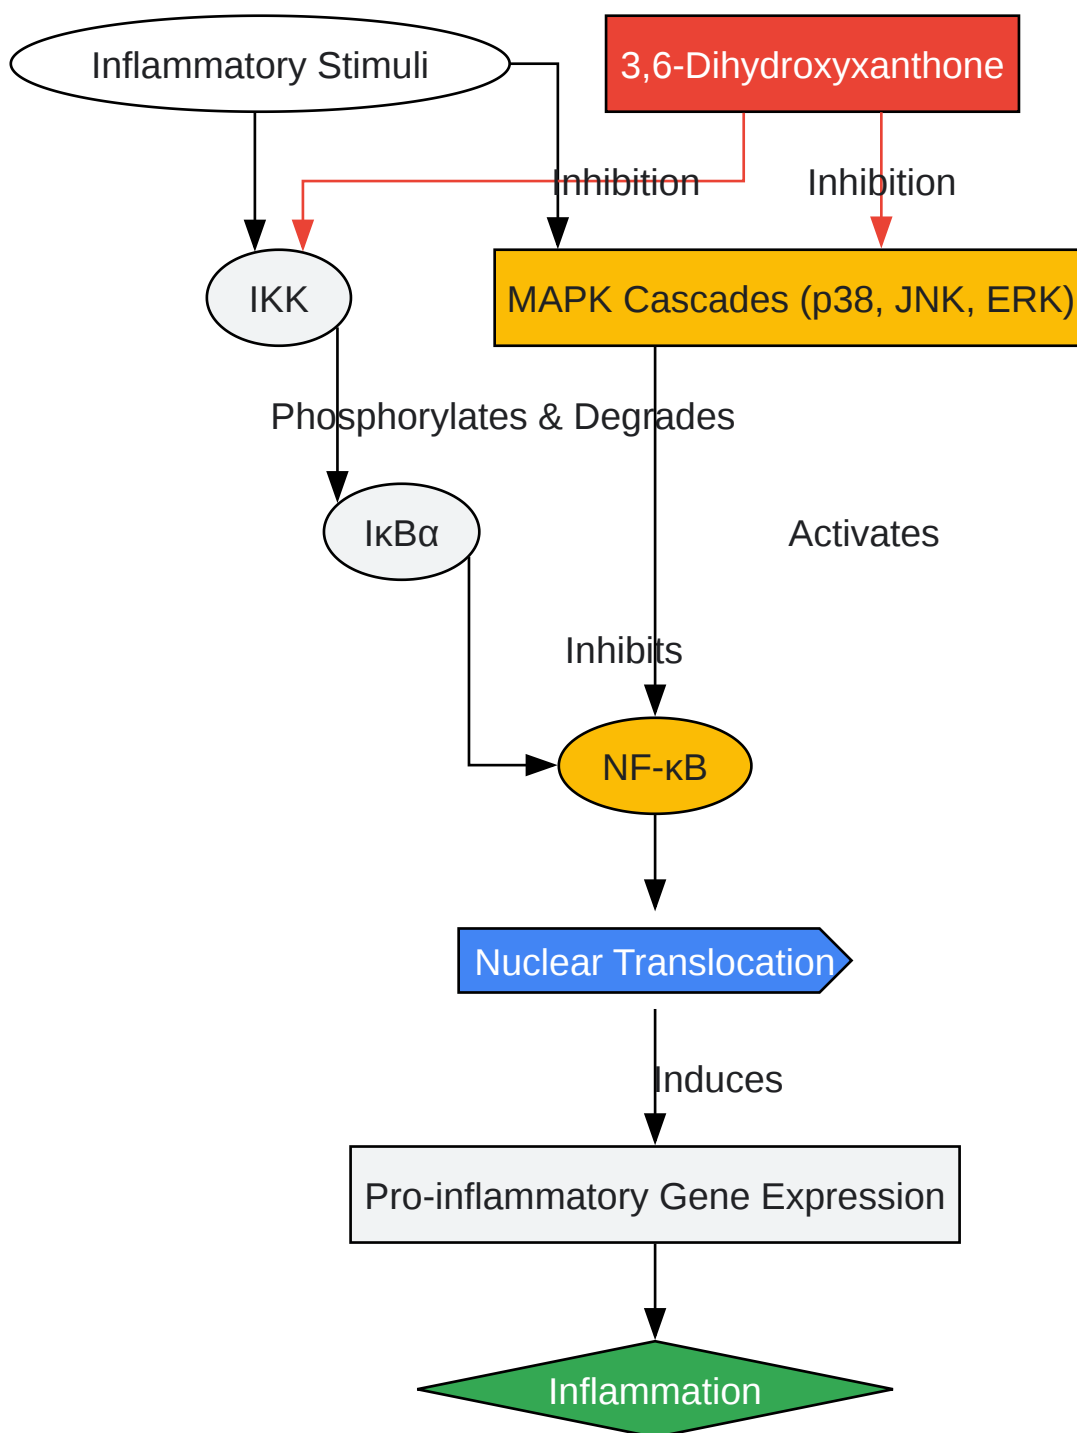 Inflammatory Stimuli
3,6-Dihydroxyxanthone
Inhibition
Inhibition
IKK
MAPK Cascades (p38, JNK, ERK)
Phosphorylates & Degrades
IκBα
Activates
Inhibits
NF-κB
Nuclear Translocation
Induces
Pro-inflammatory Gene Expression
Inflammation